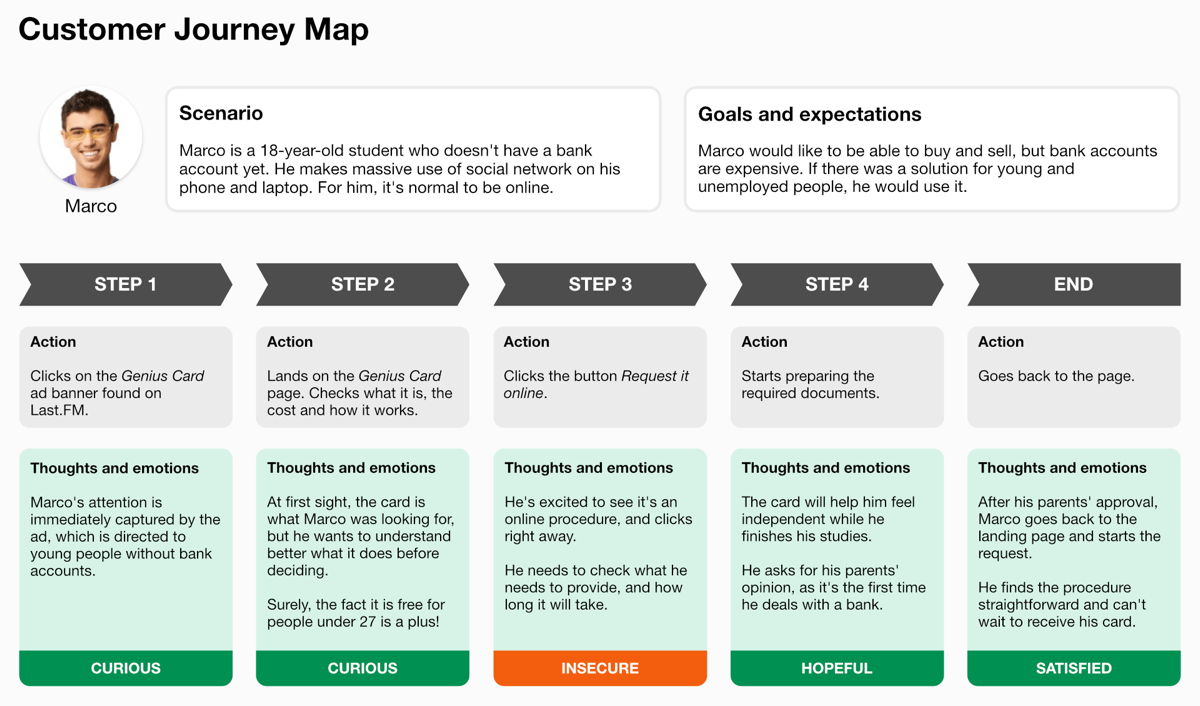 Customer Journey Map
Marco
Scenario
Marco is a 18-year-old student who doesn't have a bank
account yet. He makes massive use of social network on his
phone and laptop. For him, it's normal to be online.
Goals and expectations
Marco would like to be able to buy and sell, but bank accounts
are expensive. If there was a solution for young and
unemployed people, he would use it.
STEP 1
Action
Clicks on the Genius Card
ad banner found on
Last.FM.
Thoughts and emotions
Marco's attention is
immediately captured by the
ad, which is directed to
young people without bank
accounts.
CURIOUS
STEP 2
Action
Lands on the Genius Card
page. Checks what it is, the
cost and how it works.
Thoughts and emotions
At first sight, the card is
what Marco was looking for,
but he wants to understand
better what it does before
deciding.
Surely, the fact it is free for
people under 27 is a plus!
CURIOUS
STEP 3
Action
Clicks the button Request it
online.
Thoughts and emotions
He's excited to see it's an
online procedure, and clicks
right away.
He needs to check what he
needs to provide, and how
long it will take.
INSECURE
STEP 4
Action
Starts preparing the
required documents.
Thoughts and emotions
The card will help him feel
independent while he
finishes his studies.
He asks for his parents'
opinion, as it's the first time
he deals with a bank.
HOPEFUL
END
Action
Goes back to the page.
Thoughts and emotions
After his parents' approval,
Marco goes back to the
landing page and starts the
request.
He finds the procedure
straightforward and can't
wait to receive his card.
SATISFIED